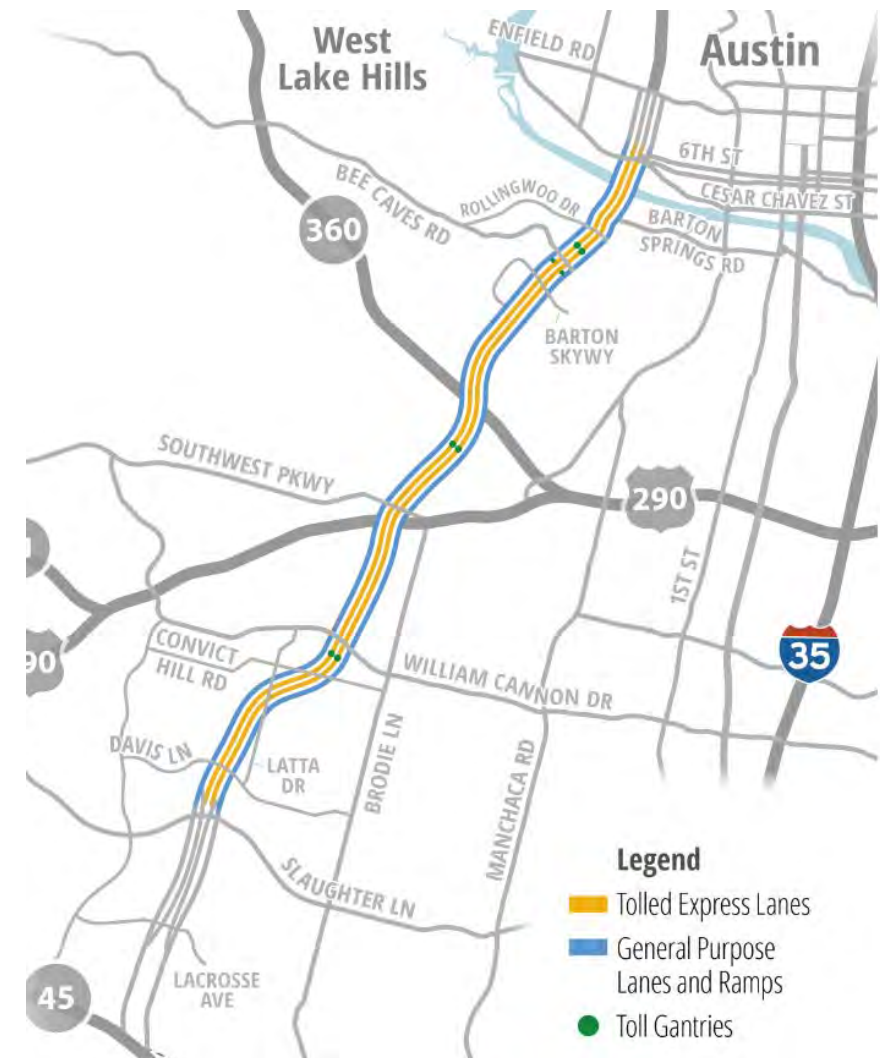 West
Lake Hills
ENFIELD RD
Austin
6TH ST
CESAR CHAVEZ ST
BEE CAVES RD
ROLLINGWOO DR
BARTON
SPRINGS RD
360
BARTON
SKYWY
SOUTHWEST PKWY
290
1ST ST
35
90
CONVICT
HILL RD
WILLIAM CANNON DR
DAVIS LN
LATTA
DR
BRODIE LN
MANCHACA RD
SLAUGHTER LN
LACROSSE
AVE
45
Legend
Tolled Express Lanes
General Purpose
Lanes and Ramps
Toll Gantries